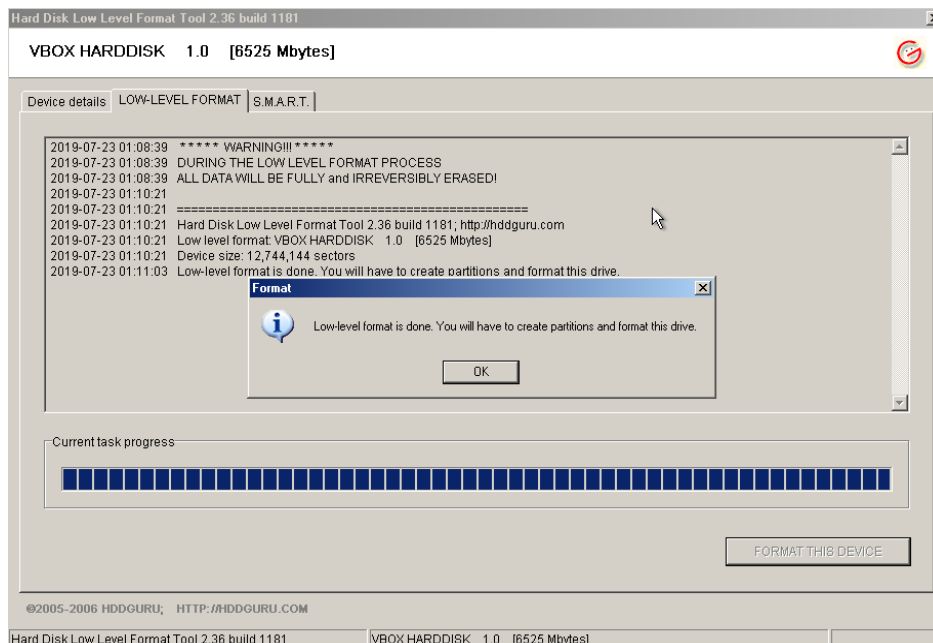 Hard Disk Low Level Format Tool 2.36 build 1181
VBOX HARDDISK 1.0 [6525 Mbytes]
Device details LOW-LEVEL FORMAT S.M.A.R.T.
2019-07-23 01:08:39 * * * * * WARNING!!! * * * * *
2019-07-23 01:08:39 DURING THE LOW LEVEL FORMAT PROCESS
2019-07-23 01:08:39 ALL DATA WILL BE FULLY and IRREVERSIBLY ERASED!
2019-07-23 01:10:21
2019-07-23 01:10:21 =================================================
2019-07-23 01:10:21 Hard Disk Low Level Format Tool 2.36 build 1181; http://hddguru.com
2019-07-23 01:10:21 Low level format: VBOX HARDDISK 1.0 [6525 Mbytes]
2019-07-23 01:10:21 Device size: 12,744,144 sectors
2019-07-23 01:11:03 Low-level format is done. You will have to create partitions and format this drive.
Format
Low-level format is done. You will have to create partitions and format this drive.
OK
Current task progress
FORMAT THIS DEVICE
©2005-2006 HDDGURU; HTTP://HDDGURU.COM
Hard Disk Low Level Format Tool 2.36 build 1181 VBOX HARDDISK 1.0 [6525 Mbytes]